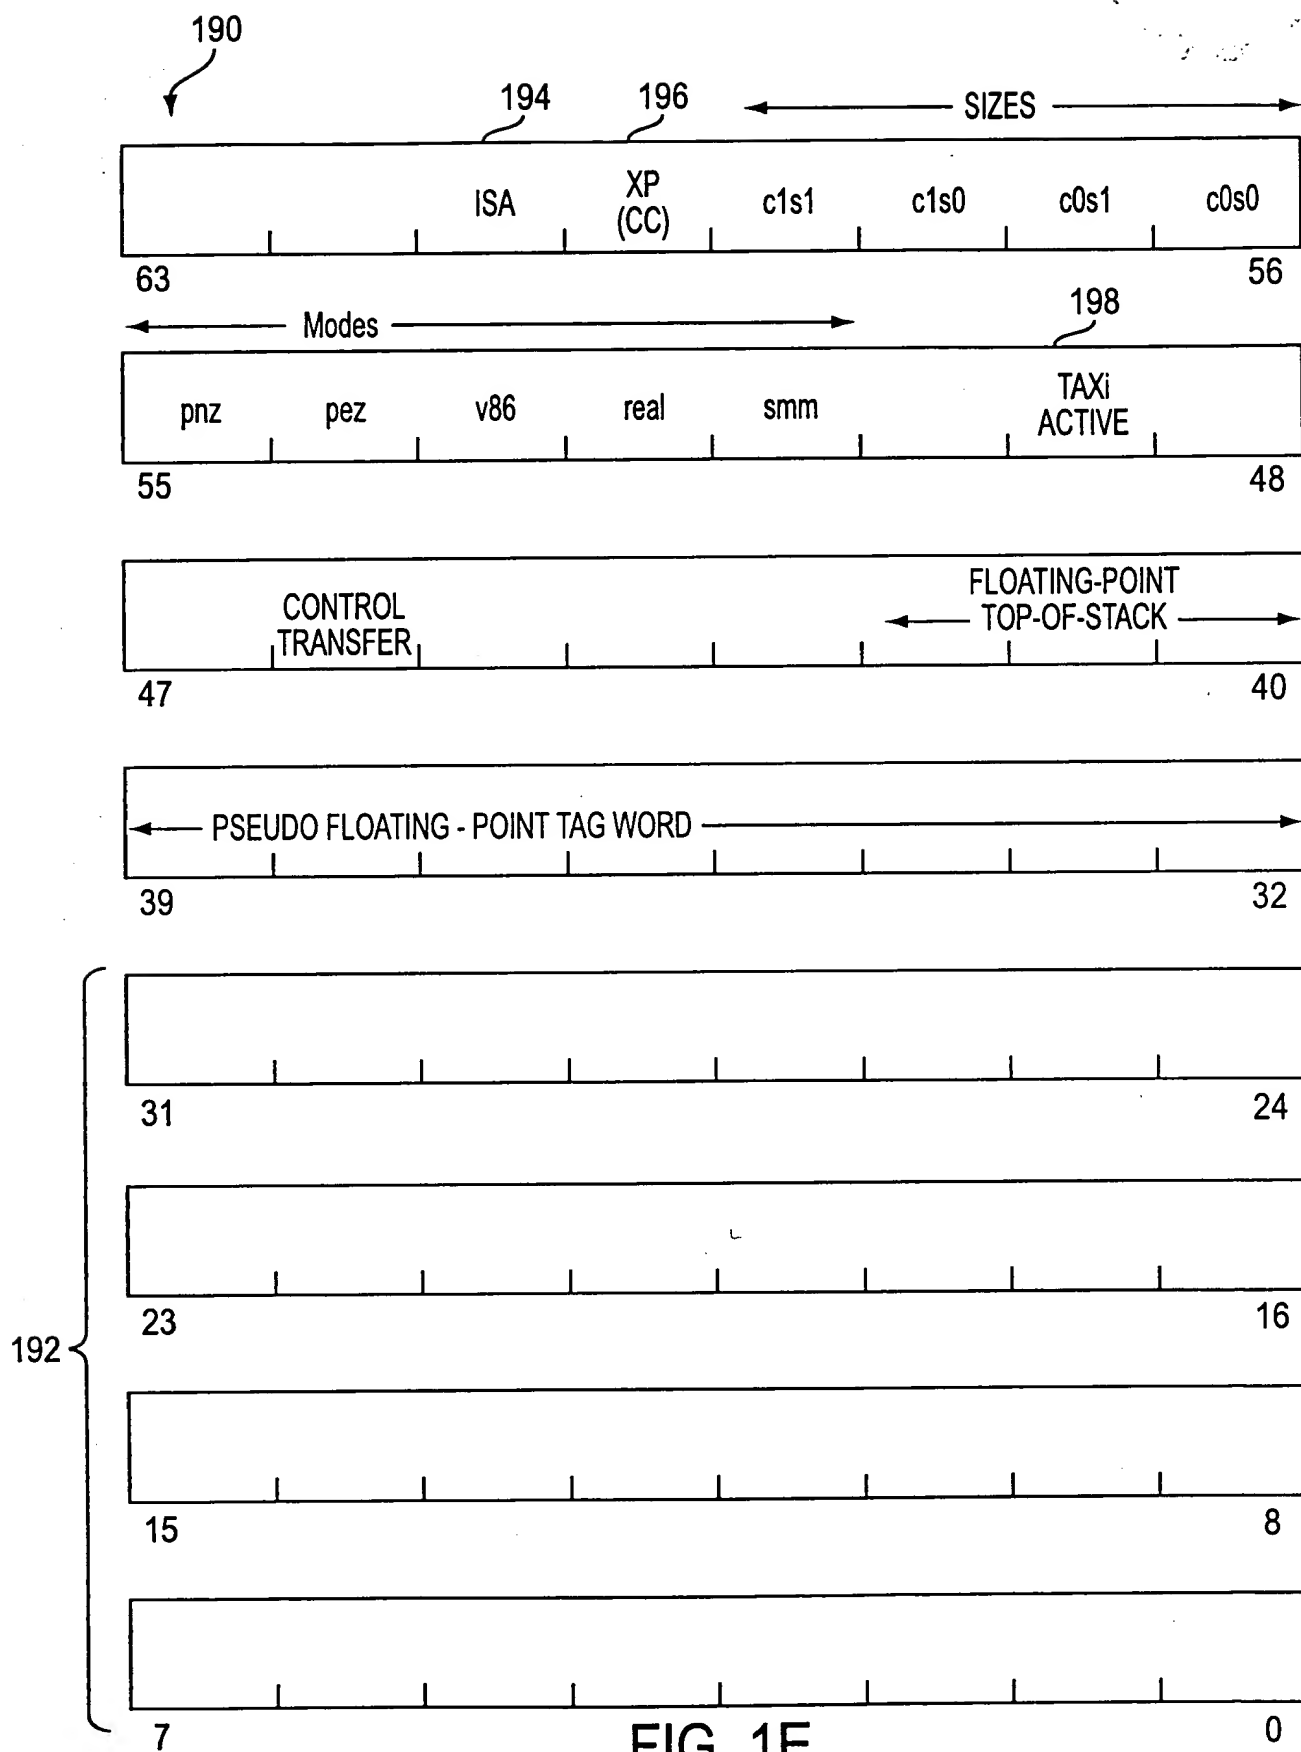 190
194 196 SIZES
ISA XP (CC) c1s1 c1s0 c0s1 c0s0
63 56
Modes 198
pnz pez v86 real smm TAXi ACTIVE
55 48
CONTROL TRANSFER FLOATING-POINT TOP-OF-STACK
47 40
PSEUDO FLOATING - POINT TAG WORD
39 32
31 24
23 16
192
15 8
7 0
FIG.